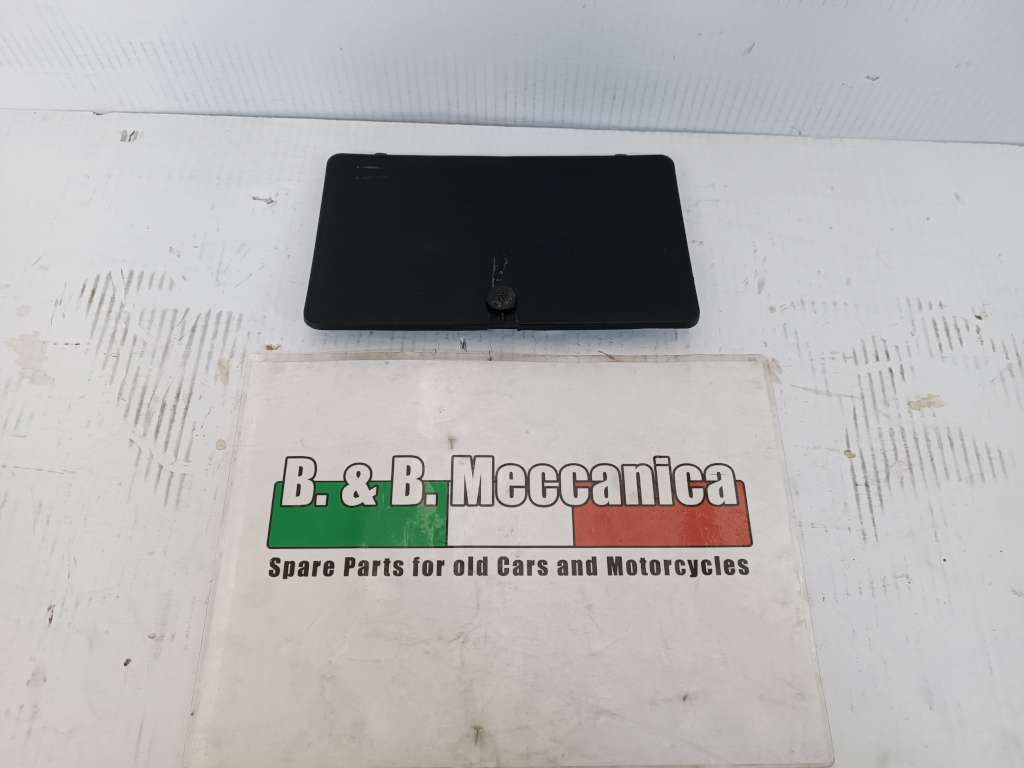 B. & B. Meccanica
Spare Parts for old Cars and Motorcycles